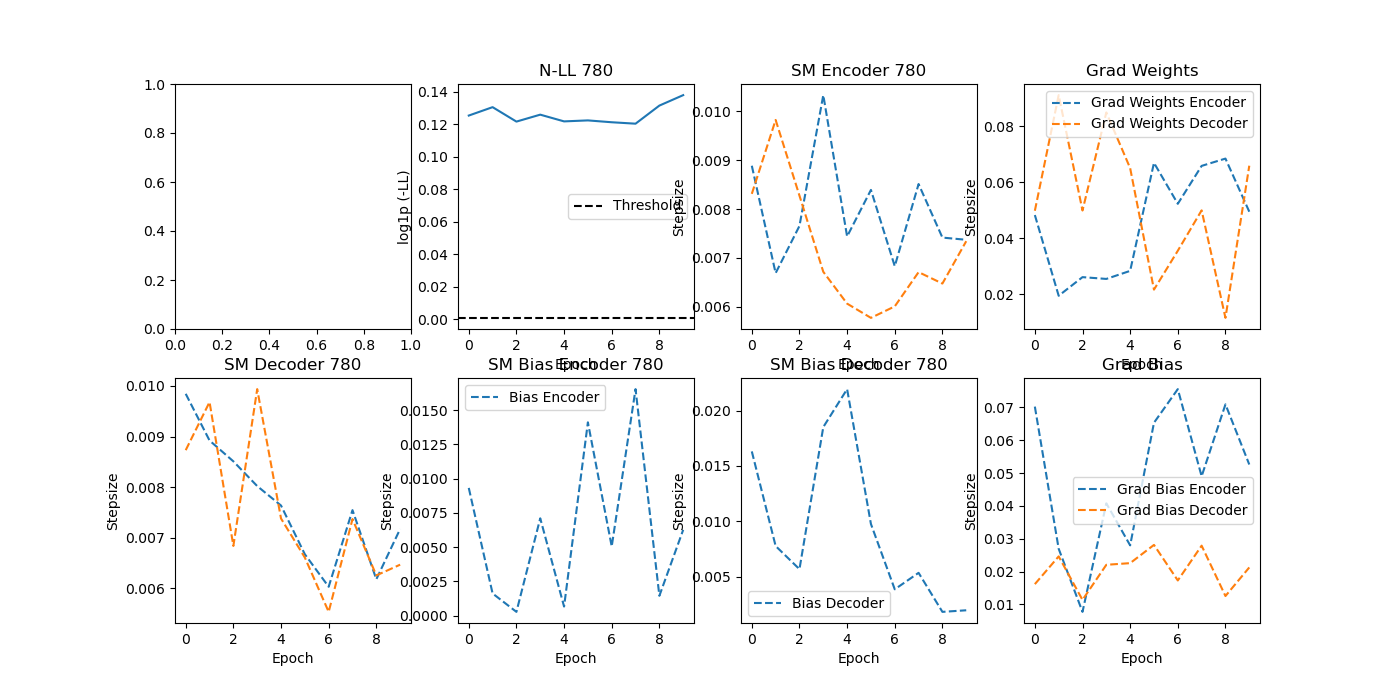 N-LL 780
SM Encoder 780
Grad Weights
1.0
0.8
0.6
0.4
0.2
0.0
0.0 0.2 0.4 0.6 0.8 1.0
log1p (-LL)
0.14
0.12
0.10
0.08
0.06
0.04
0.02
0.00
Threshold
0 2 4 6 8
Epoch
Stepsize
0.010
0.009
0.008
0.007
0.006
0 2 4 6 8
Epoch
Stepsize
0.08
0.06
0.04
0.02
Grad Weights Encoder
Grad Weights Decoder
0 2 4 6 8
Epoch
SM Decoder 780
SM Bias Encoder 780
SM Bias Decoder 780
Grad Bias
Stepsize
0.010
0.009
0.008
0.007
0.006
0 2 4 6 8
Epoch
Stepsize
0.0150
0.0125
0.0100
0.0075
0.0050
0.0025
0.0000
Bias Encoder
0 2 4 6 8
Epoch
Stepsize
0.020
0.015
0.010
0.005
Bias Decoder
0 2 4 6 8
Epoch
Stepsize
0.07
0.06
0.05
0.04
0.03
0.02
0.01
Grad Bias Encoder
Grad Bias Decoder
0 2 4 6 8
Epoch